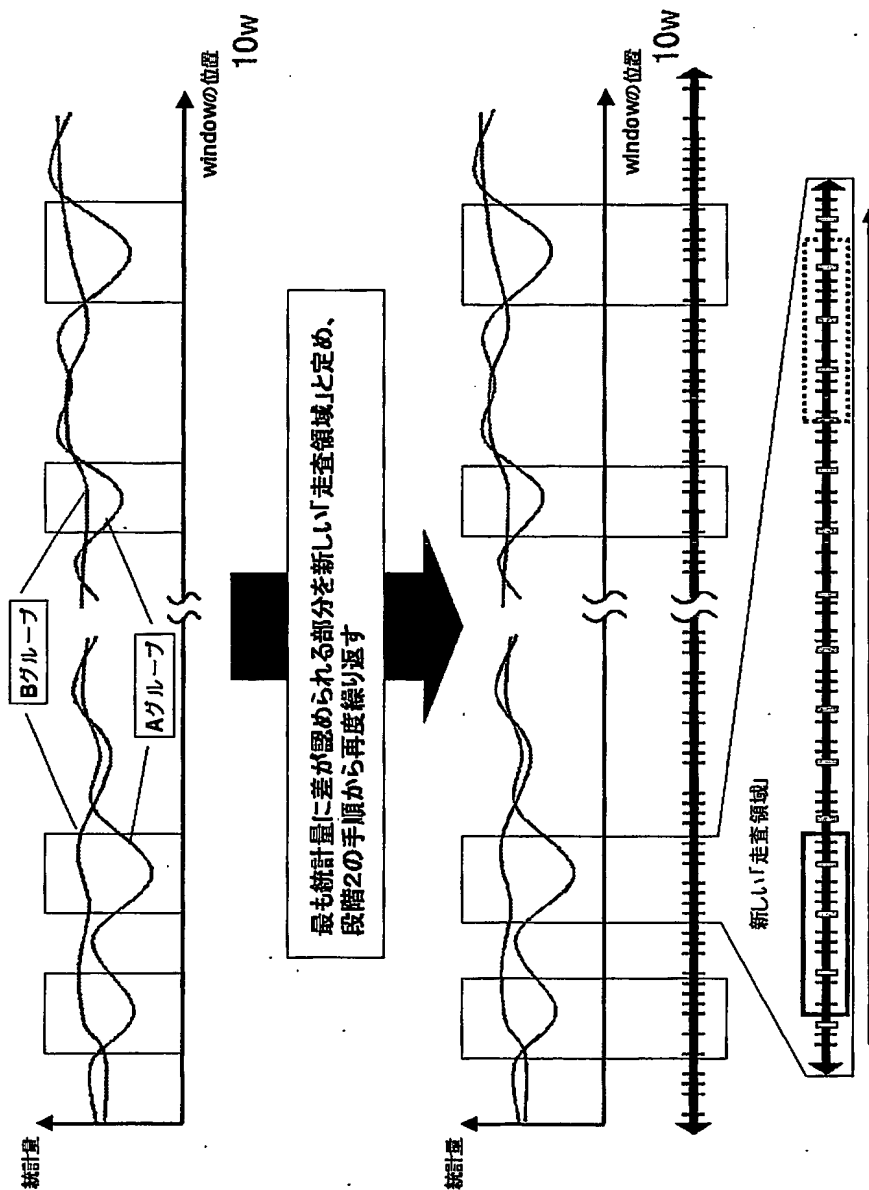 統計量
Bグループ
Aグループ
windowの位置
10w
最も統計量に差が認められる部分を新しい「走査領域」と定め、
段階2の手順から再度繰り返す
統計量
windowの位置
10w
新しい「走査領域」